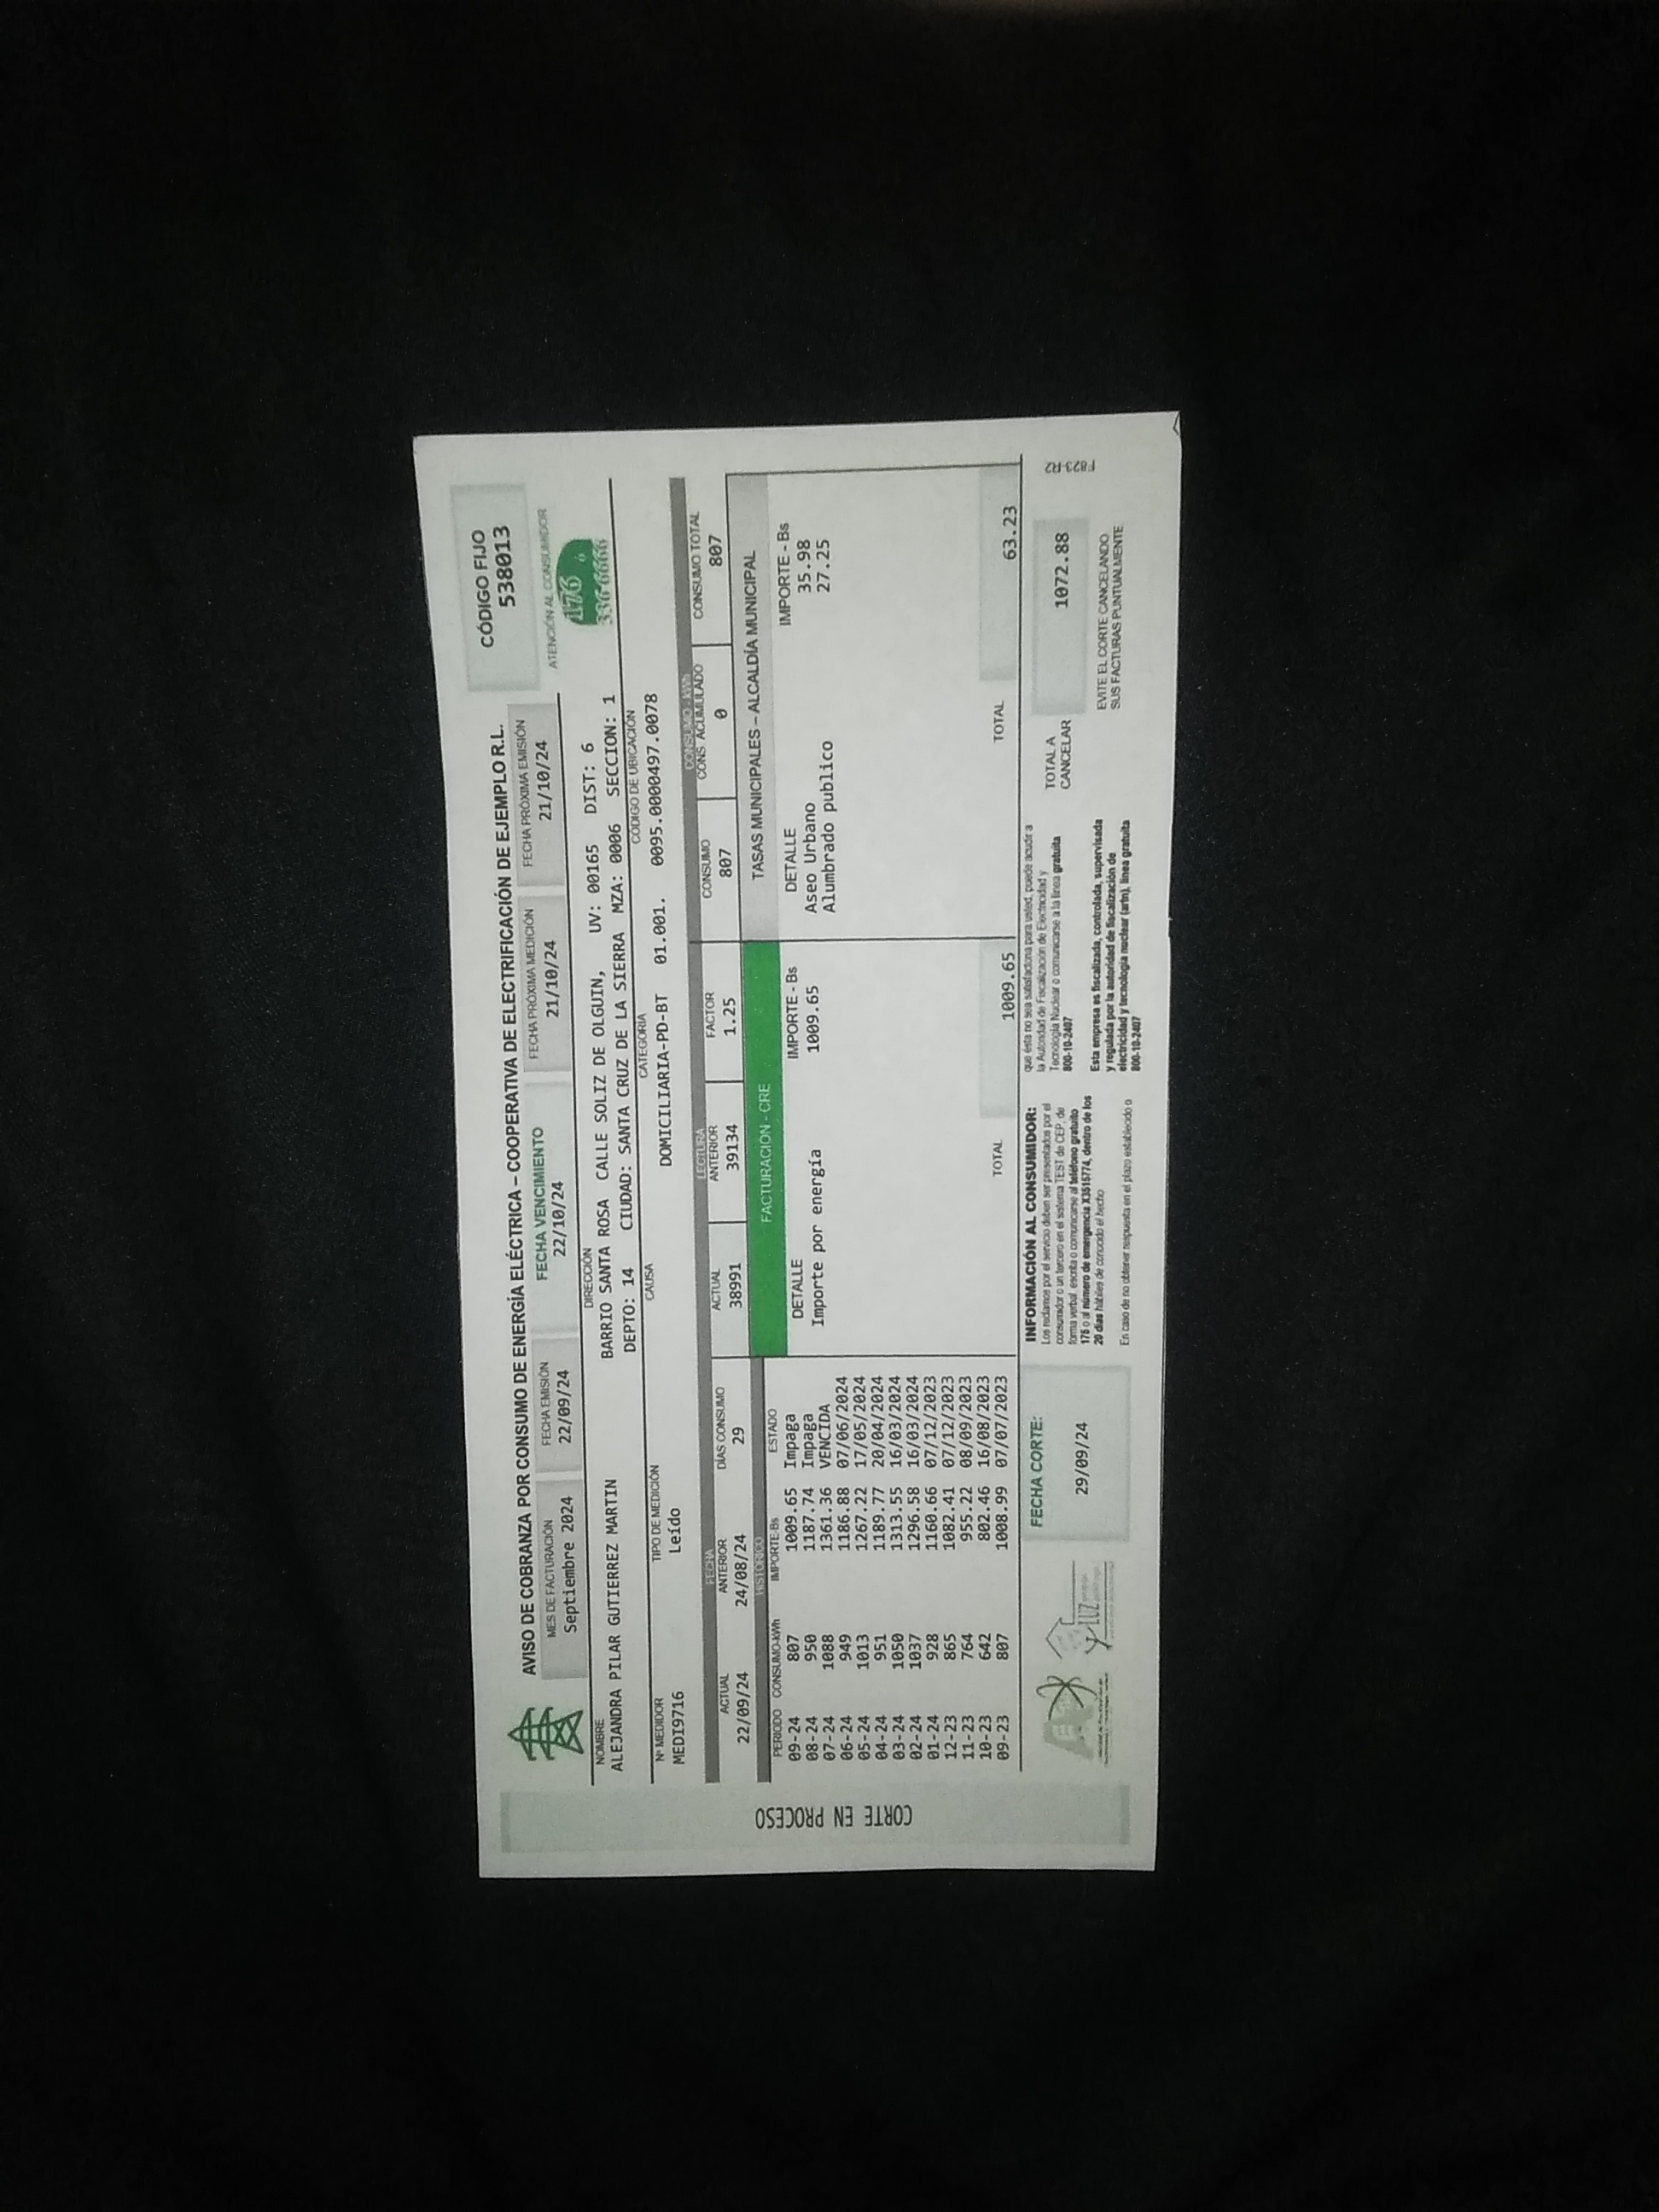 AVISO DE COBRANZA POR CONSUMO DE ENERGÍA ELÉCTRICA – COOPERATIVA DE ELECTRIFICACIÓN DE EJEMPLO R.L.
CÓDIGO FIJO
538013
MES DE FACTURACIÓN
Septiembre 2024
FECHA EMISIÓN
22/09/24
FECHA VENCIMIENTO
22/10/24
FECHA PRÓXIMA MEDICIÓN
21/10/24
FECHA PRÓXIMA EMISIÓN
21/10/24
ATENCIÓN AL CONSUMIDOR
176
336 6666
NOMBRE
ALEJANDRA PILAR GUTIERREZ MARTIN
DIRECCIÓN
BARRIO SANTA ROSA CALLE SOLIZ DE OLGUIN, UV: 00165 DIST: 6
DEPTO: 14 CIUDAD: SANTA CRUZ DE LA SIERRA MZA: 0006 SECCION: 1
Nº MEDIDOR
MEDI9716
TIPO DE MEDICIÓN
Leído
CAUSA
CATEGORÍA
DOMICILIARIA-PD-BT 01.001.
CÓDIGO DE UBICACIÓN
0095.0000497.0078
FECHA LECTURA CONSUMO - kWh
ACTUAL ANTERIOR DÍAS CONSUMO ACTUAL ANTERIOR FACTOR CONSUMO CONS ACUMULADO CONSUMO TOTAL
22/09/24 24/08/24 29 38991 39134 1.25 807 0 807
HISTÓRICO
PERIODO CONSUMO-kWh IMPORTE-Bs ESTADO
09-24 807 1009.65 Impaga
08-24 950 1187.74 Impaga
07-24 1088 1361.36 VENCIDA
06-24 949 1186.88 07/06/2024
05-24 1013 1267.22 17/05/2024
04-24 951 1189.77 20/04/2024
03-24 1050 1313.55 16/03/2024
02-24 1037 1296.58 16/03/2024
01-24 928 1160.66 07/12/2023
12-23 865 1082.41 07/12/2023
11-23 764 955.22 08/09/2023
10-23 642 802.46 16/08/2023
09-23 807 1008.99 07/07/2023
FACTURACION - CRE
DETALLE IMPORTE - Bs
Importe por energía 1009.65
TOTAL 1009.65
TASAS MUNICIPALES – ALCALDÍA MUNICIPAL
DETALLE IMPORTE - Bs
Aseo Urbano 35.98
Alumbrado publico 27.25
TOTAL 63.23
FECHA CORTE:
29/09/24
INFORMACIÓN AL CONSUMIDOR:
Los reclamos por el servicio deben ser presentados por el
consumidor o un tercero en el sistema TEST de CEP, de
forma verbal, escrita o comunicarse al teléfono gratuito
176 o al número de emergencia X3515774, dentro de los
20 días hábiles de conocido el hecho
En caso de no obtener respuesta en el plazo establecido o
que ésta no sea satisfactoria para usted, puede acudir a
la Autoridad de Fiscalización de Electricidad y
Tecnología Nuclear o comunicarse a la línea gratuita
800-10-2407
Esta empresa es fiscalizada, controlada, supervisada
y regulada por la autoridad de fiscalización de
electricidad y tecnología nuclear (aetn), línea gratuita
800-10-2407
TOTAL A
CANCELAR
1072.88
EVITE EL CORTE CANCELANDO
SUS FACTURAS PUNTUALMENTE
F823-R2
CORTE EN PROCESO